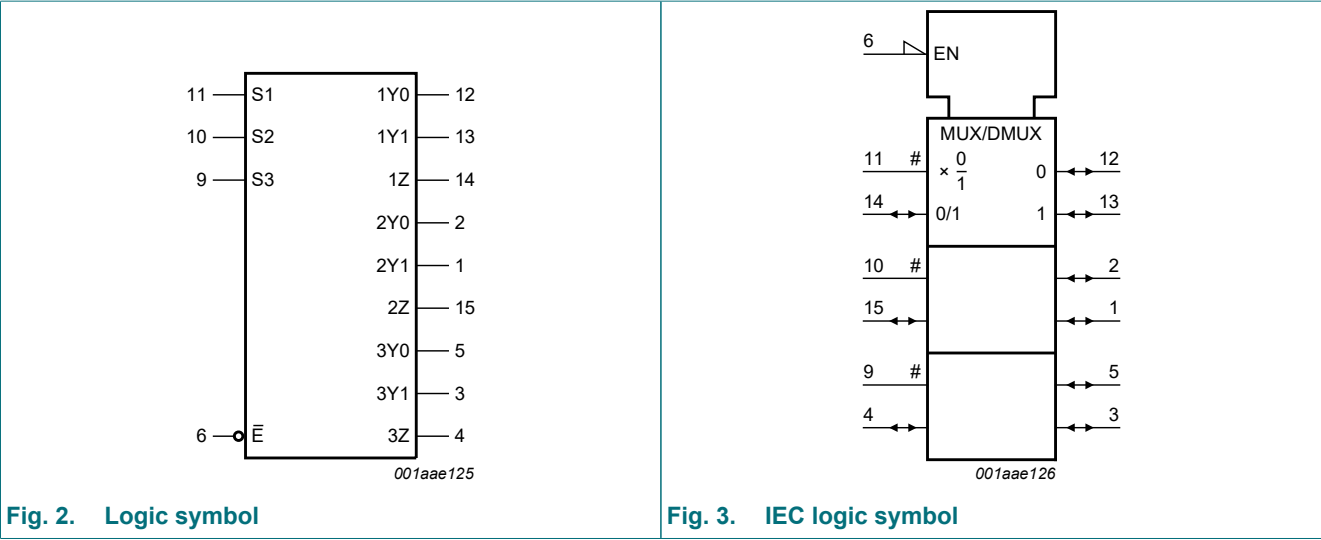 11 S1 1Y0 12
10 S2 1Y1 13
9 S3 1Z 14
2Y0 2
2Y1 1
2Z 15
3Y0 5
3Y1 3
6 E̅ 3Z 4
001aae125
Fig. 2. Logic symbol
6 EN
MUX/DMUX
11 # × 0/1 0 12
14 0/1 1 13
10 # 2
15 1
9 # 5
4 3
001aae126
Fig. 3. IEC logic symbol